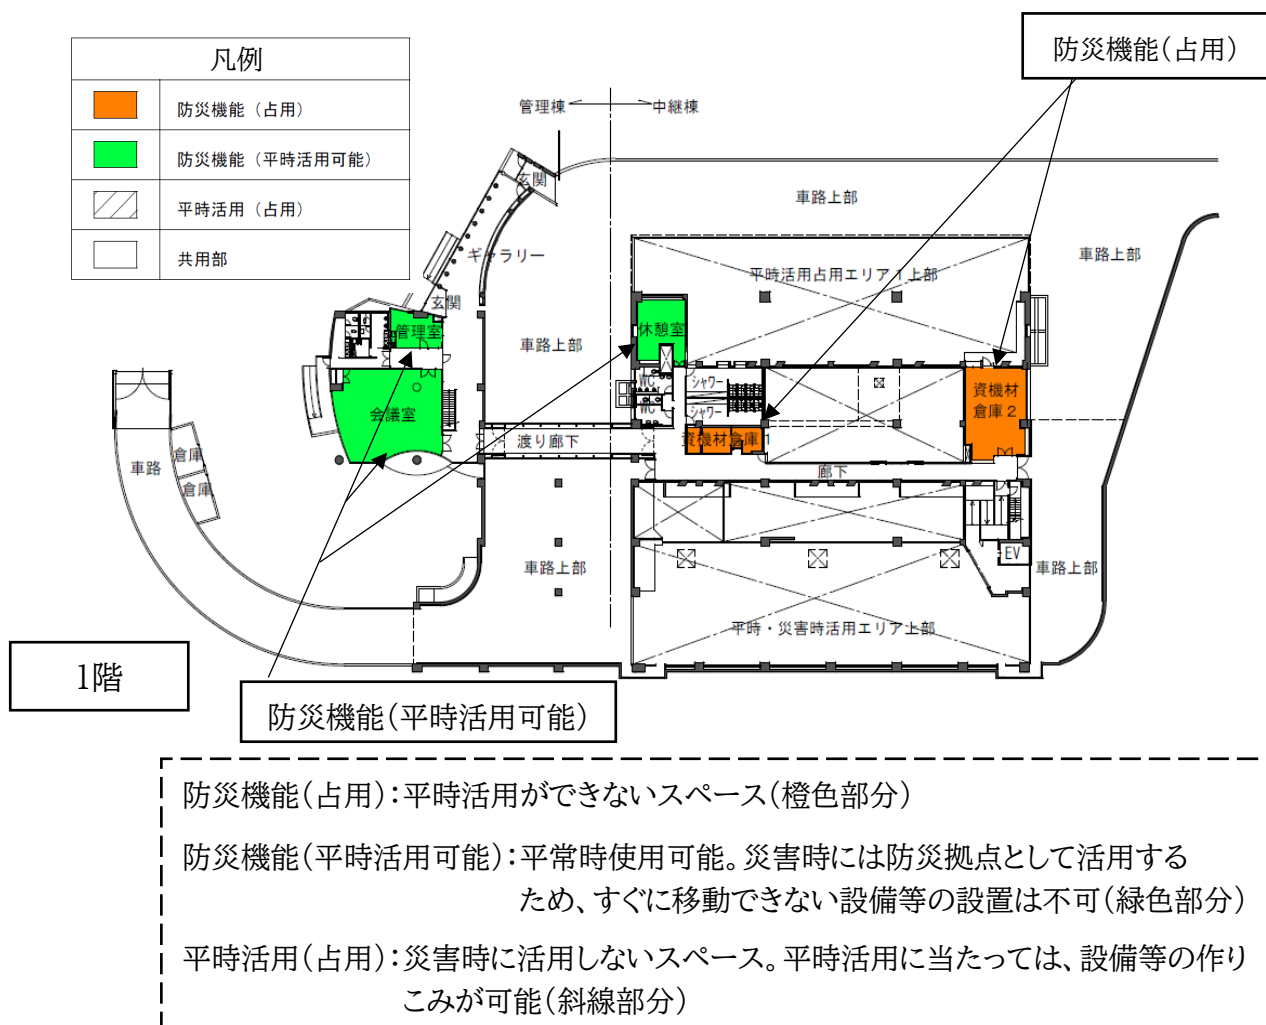 防災機能（占用）
凡例
防災機能（占用）
防災機能（平時活用可能）
平時活用（占用）
共用部
管理棟
中継棟
玄関
車路上部
ギャラリー
車路上部
平時活用占用エリア１上部
玄関
管理室
休憩室
車路上部
WC
シャワー
資機材
倉庫２
会議室
WC
シャワー
資機材倉庫１
渡り廊下
廊下
車路
倉庫
倉庫
EV
車路上部
車路上部
平時・災害時活用エリア上部
1階
防災機能（平時活用可能）
防災機能（占用）：平時活用ができないスペース（橙色部分）
防災機能（平時活用可能）：平常時使用可能。災害時には防災拠点として活用する
ため、すぐに移動できない設備等の設置は不可（緑色部分）
平時活用（占用）：災害時に活用しないスペース。平時活用に当たっては、設備等の作り
こみが可能（斜線部分）